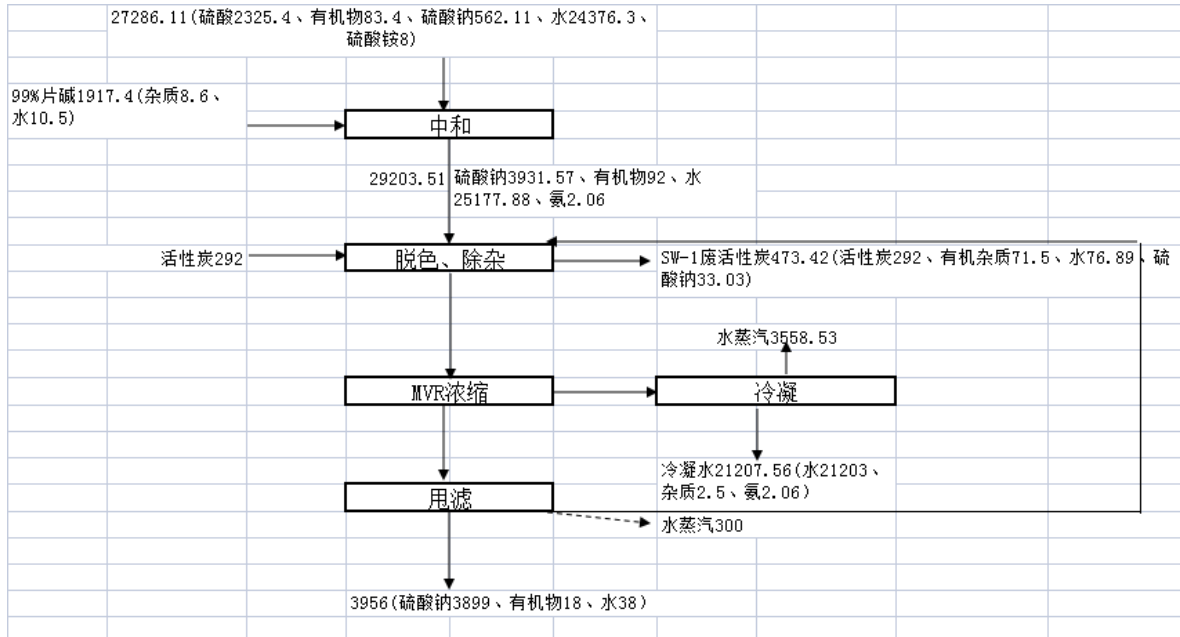 27286.11(硫酸2325.4、有机物83.4、硫酸钠562.11、水24376.3、
硫酸铵8)
99%片碱1917.4(杂质8.6、
水10.5)
中和
29203.51
硫酸钠3931.57、有机物92、水
25177.88、氨2.06
活性炭292
脱色、除杂
SW-1废活性炭473.42(活性炭292、有机杂质71.5、水76.89、硫
酸钠33.03)
水蒸汽3558.53
MVR浓缩
冷凝
冷凝水21207.56(水21203、
杂质2.5、氨2.06)
甩滤
水蒸汽300
3956(硫酸钠3899、有机物18、水38)